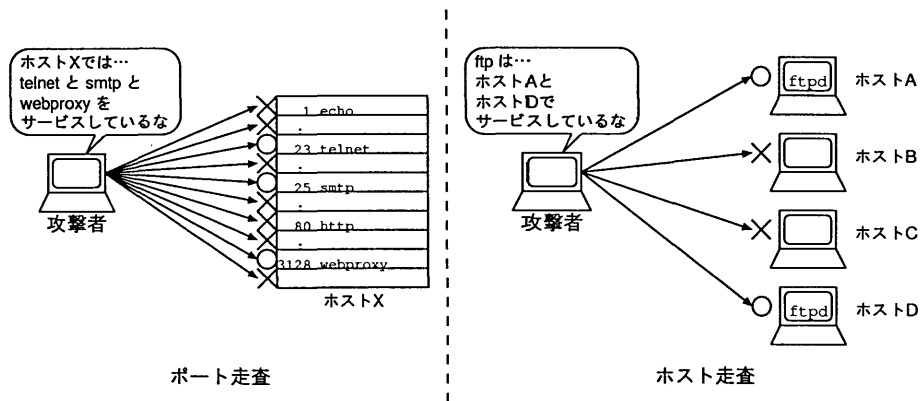 ホストXでは…
telnet と smtp と
webproxy を
サービスしているな
攻撃者
1 echo
.
23 telnet
.
25 smtp
.
80 http
.
3128 webproxy
ホストX
ポート走査
ftp は…
ホストAと
ホストDで
サービスしているな
攻撃者
ftpd
ホストA
ホストB
ホストC
ftpd
ホストD
ホスト走査